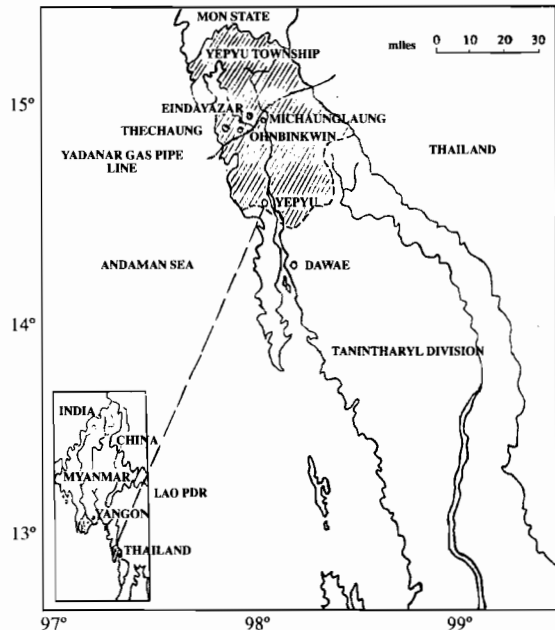 MON STATE
miles 0 10 20 30
YEPYU TOWNSHIP
15°
EINDAYAZAR
MICHAUNGLAUNG
THECHAUNG
OHNBINKWIN
YADANAR GAS PIPE
LINE
THAILAND
YEPYU
ANDAMAN SEA
DAWAE
14°
TANINTHARYL DIVISION
INDIA
CHINA
MYANMAR
LAO PDR
YANGON
13°
THAILAND
97°
98°
99°